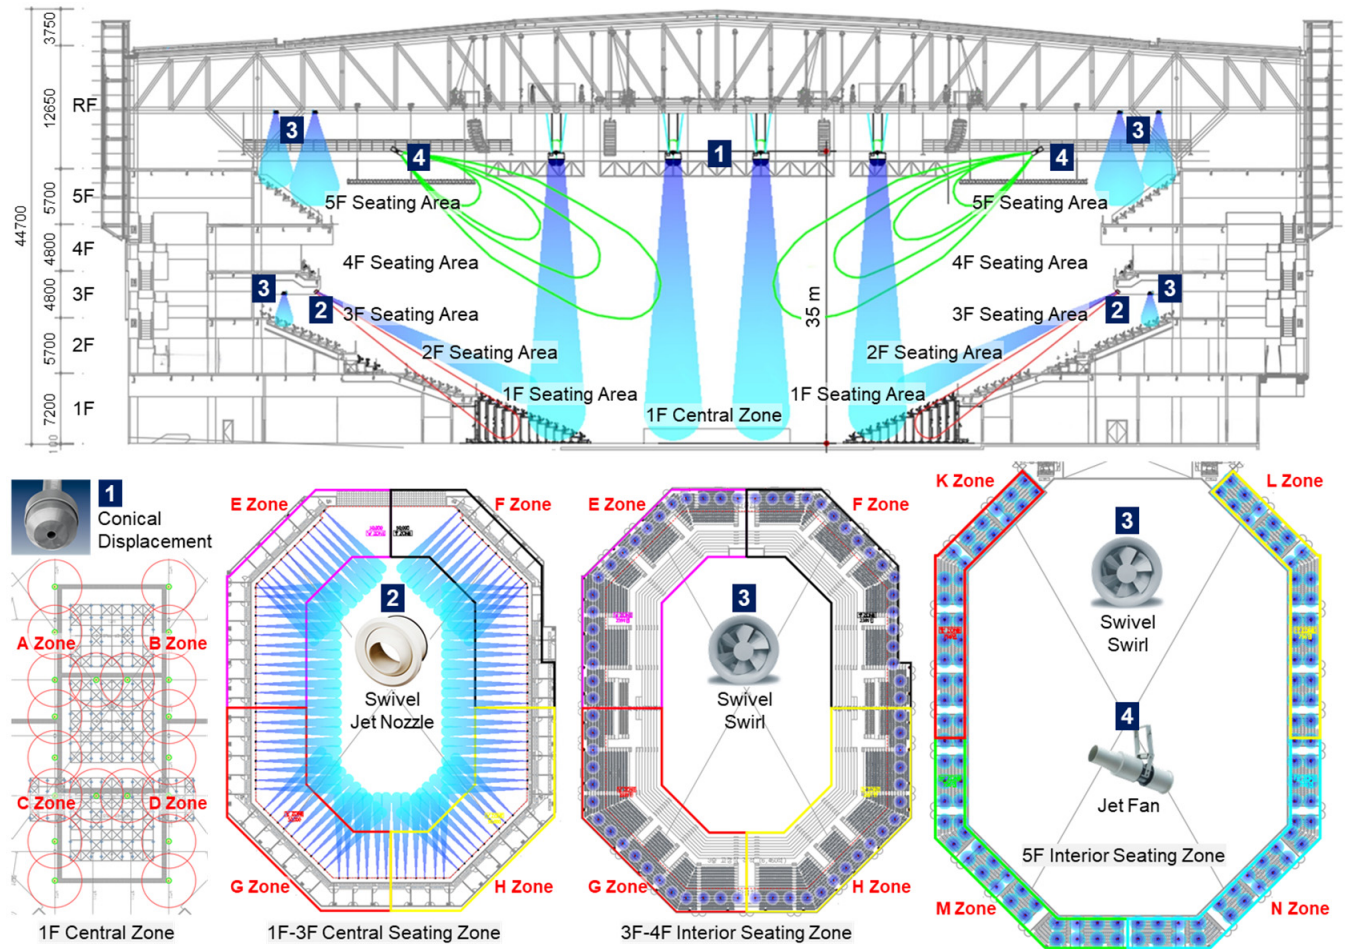 3750
RF
12650
3
3
1
4
4
5F
5700
5F Seating Area
5F Seating Area
44700
4F
4800
4F Seating Area
4F Seating Area
3F
4800
3
2
3F Seating Area
35 m
3F Seating Area
2
3
2F
5700
2F Seating Area
2F Seating Area
1F
7200
1F Seating Area
1F Central Zone
1F Seating Area
1
Conical
Displacement
A Zone
B Zone
C Zone
D Zone
1F Central Zone
E Zone
F Zone
2
Swivel
Jet Nozzle
G Zone
H Zone
1F-3F Central Seating Zone
E Zone
F Zone
3
Swivel
Swirl
G Zone
H Zone
3F-4F Interior Seating Zone
K Zone
L Zone
3
Swivel
Swirl
4
Jet Fan
5F Interior Seating Zone
M Zone
N Zone